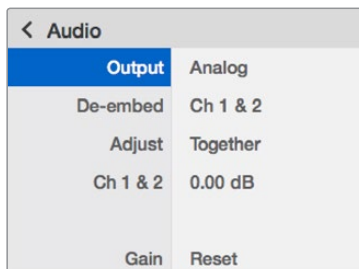 < Audio
Output Analog
De-embed Ch 1 & 2
Adjust Together
Ch 1 & 2 0.00 dB
Gain Reset